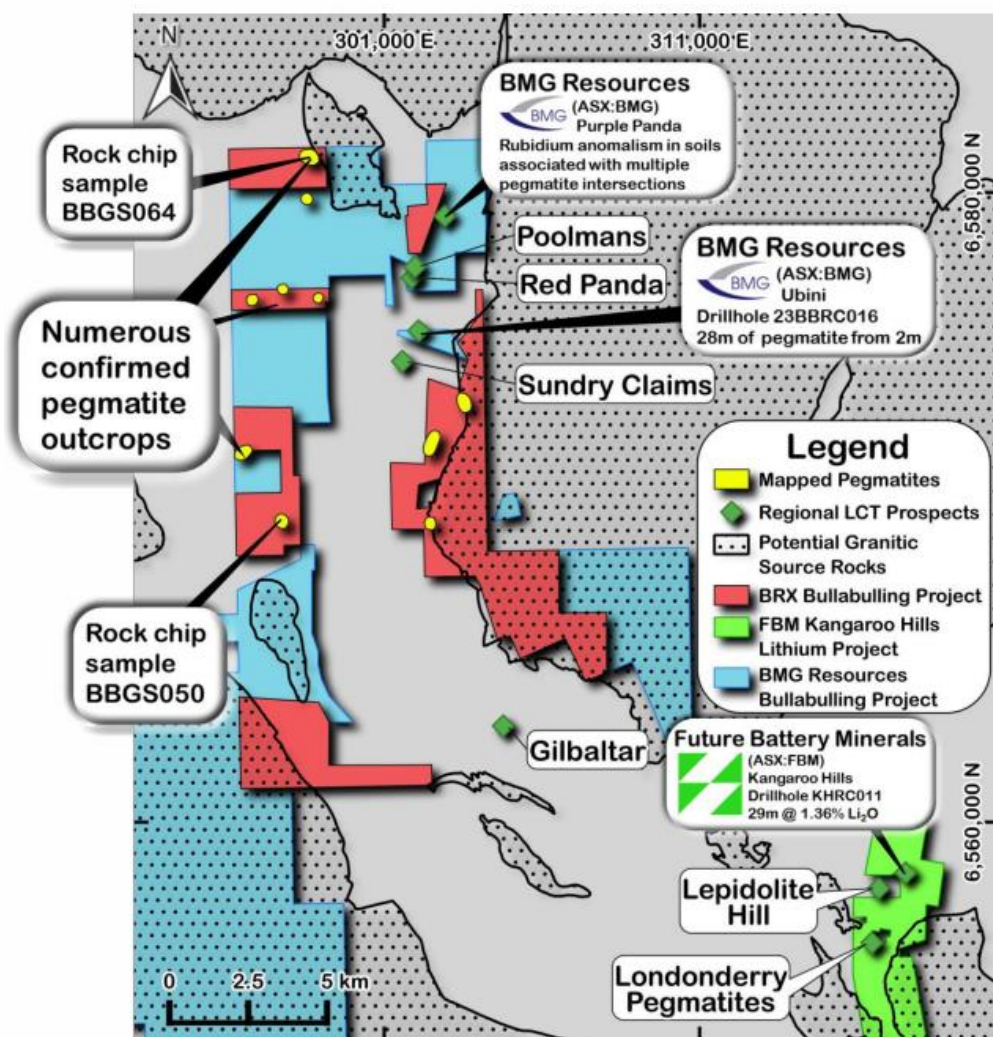 301,000 E
311,000 E
N
BMG Resources
BMG
(ASX:BMG)
Purple Panda
Rubidium anomalism in soils
associated with multiple
pegmatite intersections
Rock chip
sample
BBGS064
6,580,000 N
Poolmans
Red Panda
BMG Resources
BMG
(ASX:BMG)
Ubini
Drillhole 23BBRC016
28m of pegmatite from 2m
Numerous
confirmed
pegmatite
outcrops
Sundry Claims
Legend
Mapped Pegmatites
Regional LCT Prospects
Potential Granitic
Source Rocks
BRX Bullabulling Project
FBM Kangaroo Hills
Lithium Project
BMG Resources
Bullabulling Project
Rock chip
sample
BBGS050
Gilbaltar
Future Battery Minerals
(ASX:FBM)
Kangaroo Hills
Drillhole KHRC011
29m @ 1.36% Li₂O
6,560,000 N
Lepidolite
Hill
Londonderry
Pegmatites
0 2.5 5 km